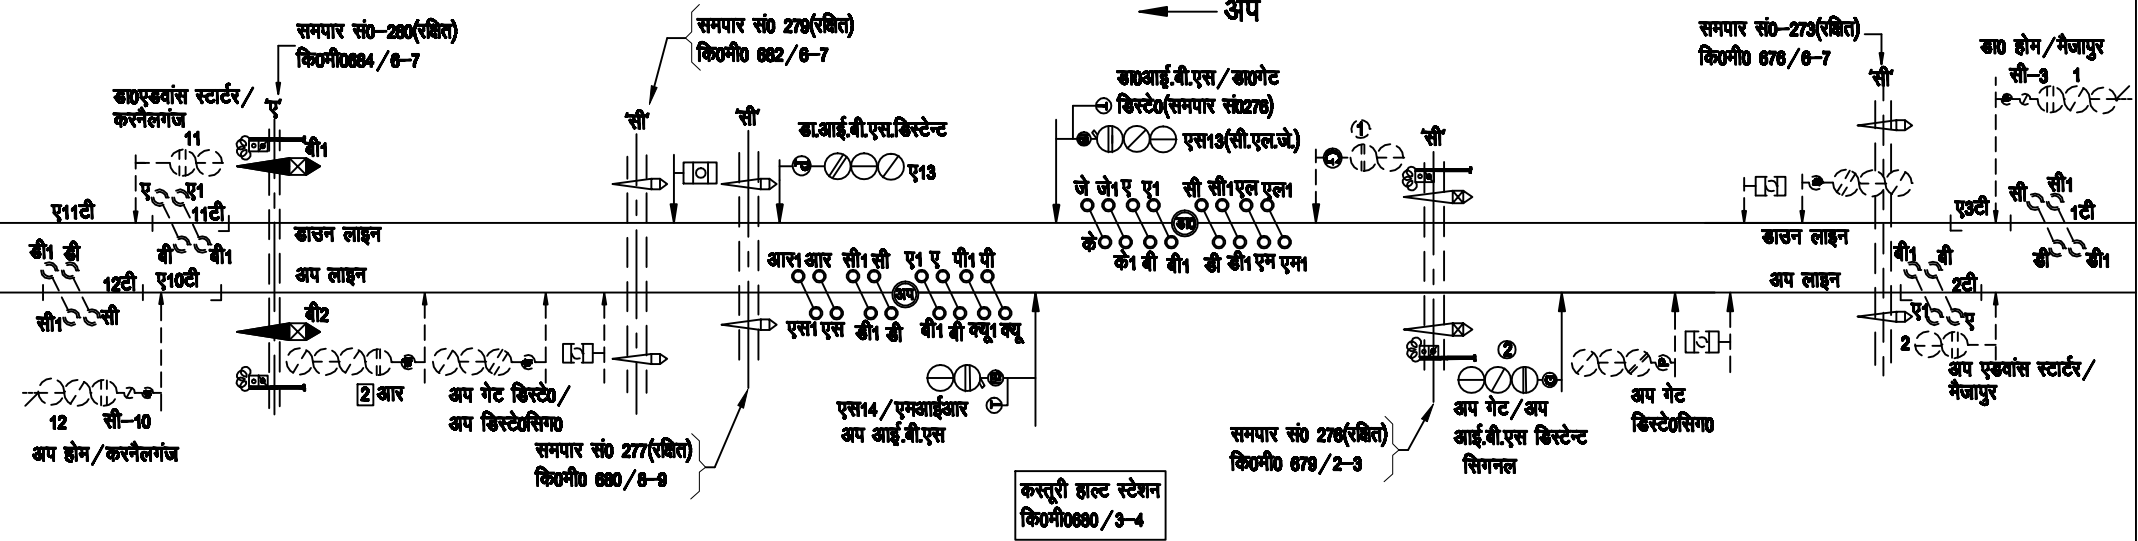 अप
समपार सं0-280(रक्षित)
कि0मी0684/6-7
समपार सं0 279(रक्षित)
कि0मी0 682/6-7
समपार सं0-273(रक्षित)
कि0मी0 676/6-7
डा0 होम/मैजापुर
सी-3 1
डा0एडवांस स्टार्टर/
करनैलगंज
11
'ए'
बी1
'सी'
'सी'
डा.आई.बी.एस.डिस्टेन्ट
ए13
डा0आई.बी.एस/डा0गेट
डिस्टे0(समपार सं0276)
एस13(सी.एल.जे.)
1
'सी'
'सी'
ए11टी
ए ए1
11टी
बी बी1
डाउन लाइन
जे जे1 ए ए1 सी सी1 एल एल1
डा0
के के1 बी बी1 डी डी1 एम एम1
डाउन लाइन
ए3टी
सी सी1
1टी
डी डी1
डी1 डी
12टी
ए10टी
सी1 सी
अप लाइन
आर1 आर सी1 सी ए1 ए पी1 पी
अप
एस1 एस डी1 डी बी1 बी क्यू1 क्यू
अप लाइन
बी1 बी
2टी
ए1 ए
बी2
2 आर
12 सी-10
अप होम/करनैलगंज
अप गेट डिस्टे0/
अप डिस्टे0सिग0
समपार सं0 277(रक्षित)
कि0मी0 680/8-9
एस14/एमआईआर
अप आई.बी.एस
कस्तूरी हाल्ट स्टेशन
कि0मी0680/3-4
समपार सं0 276(रक्षित)
कि0मी0 679/2-3
2
अप गेट/अप
आई.बी.एस डिस्टेन्ट
सिगनल
अप गेट
डिस्टे0सिग0
2
अप एडवांस स्टार्टर/
मैजापुर